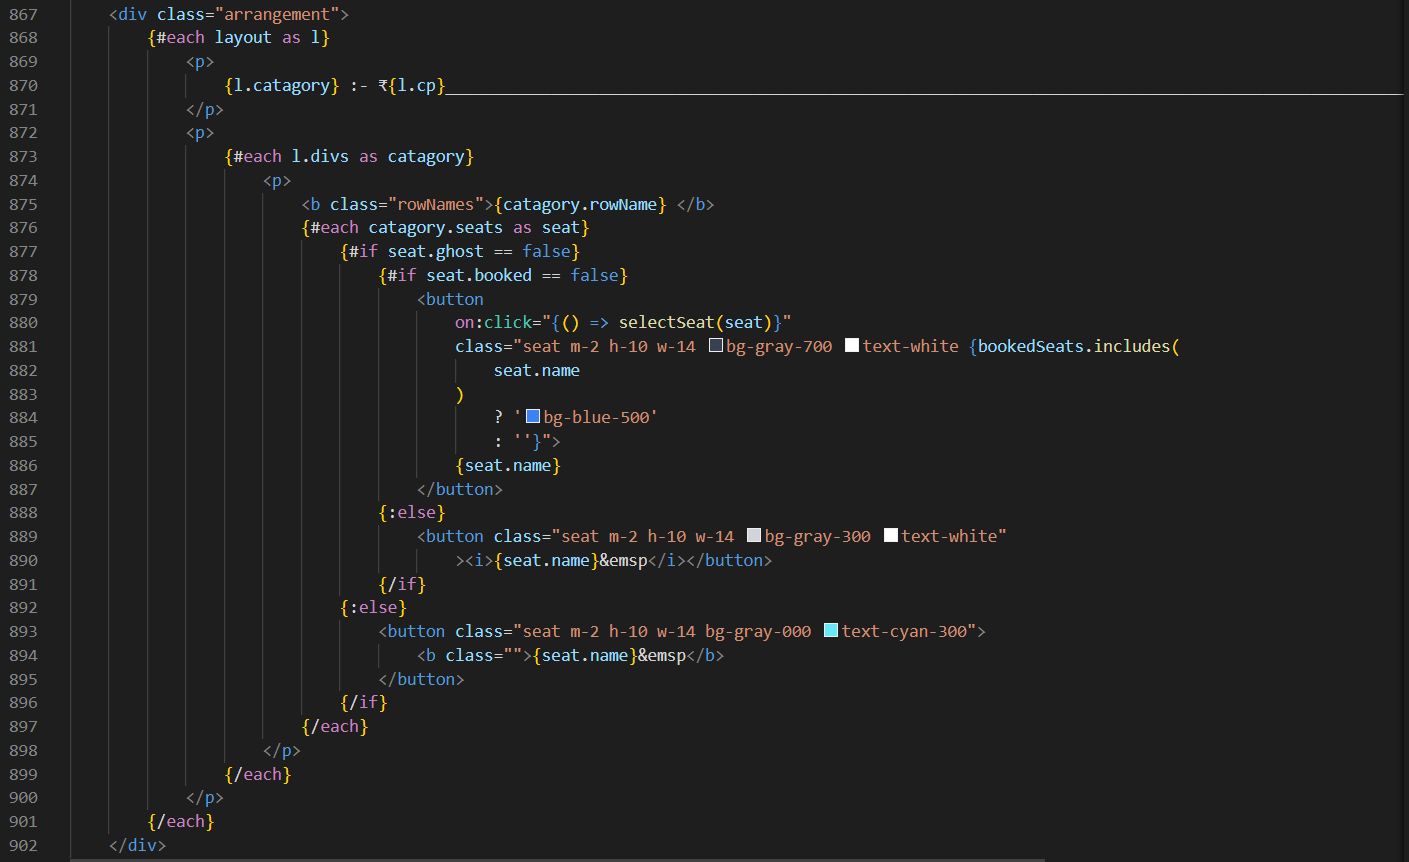 867 <div class="arrangement">
868 {#each layout as l}
869 <p>
870 {l.catagory} :- ₹{l.cp}______________________________________________________________________________________
871 </p>
872 <p>
873 {#each l.divs as catagory}
874 <p>
875 <b class="rowNames">{catagory.rowName} </b>
876 {#each catagory.seats as seat}
877 {#if seat.ghost == false}
878 {#if seat.booked == false}
879 <button
880 on:click="{() => selectSeat(seat)}"
881 class="seat m-2 h-10 w-14 bg-gray-700 text-white {bookedSeats.includes(
882 seat.name
883 )
884 ? 'bg-blue-500'
885 : ''}">
886 {seat.name}
887 </button>
888 {:else}
889 <button class="seat m-2 h-10 w-14 bg-gray-300 text-white"
890 ><i>{seat.name}&emsp</i></button>
891 {/if}
892 {:else}
893 <button class="seat m-2 h-10 w-14 bg-gray-000 text-cyan-300">
894 <b class="">{seat.name}&emsp</b>
895 </button>
896 {/if}
897 {/each}
898 </p>
899 {/each}
900 </p>
901 {/each}
902 </div>